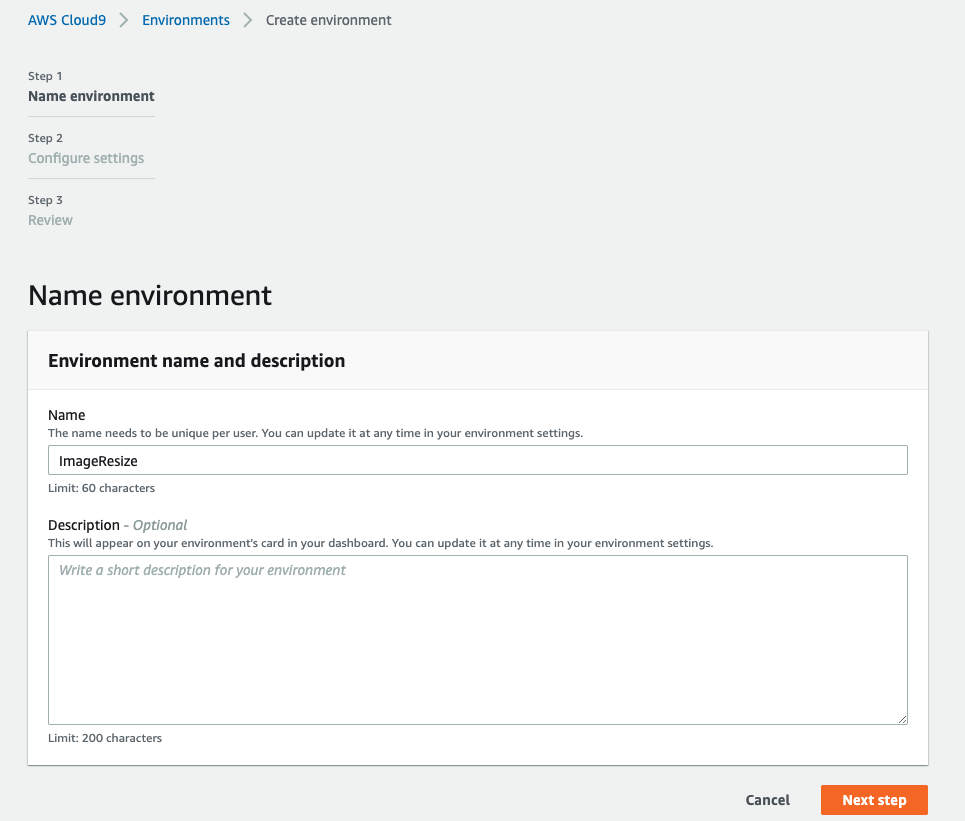 AWS Cloud9 > Environments > Create environment
Step 1
Name environment
Step 2
Configure settings
Step 3
Review
Name environment
Environment name and description
Name
The name needs to be unique per user. You can update it at any time in your environment settings.
ImageResize
Limit: 60 characters
Description - Optional
This will appear on your environment's card in your dashboard. You can update it at any time in your environment settings.
Write a short description for your environment
Limit: 200 characters
Cancel Next step